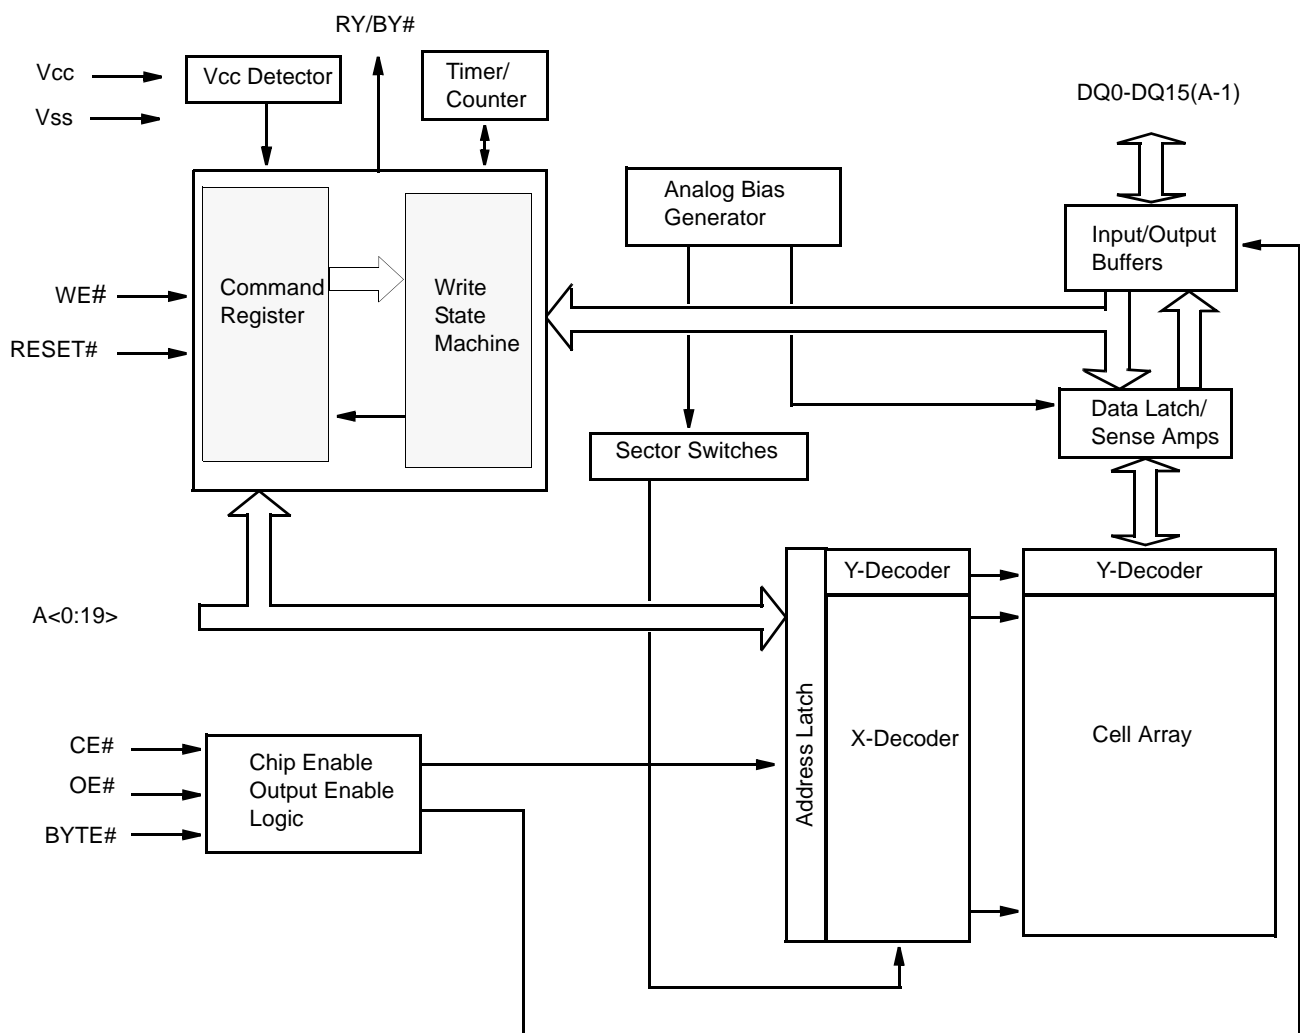 RY/BY#
Vcc
Vss
Vcc Detector
Timer/
Counter
DQ0-DQ15(A-1)
Analog Bias
Generator
Input/Output
Buffers
WE#
RESET#
Command
Register
Write
State
Machine
Data Latch/
Sense Amps
Sector Switches
A<0:19>
Y-Decoder
Y-Decoder
Address Latch
X-Decoder
Cell Array
CE#
OE#
BYTE#
Chip Enable
Output Enable
Logic